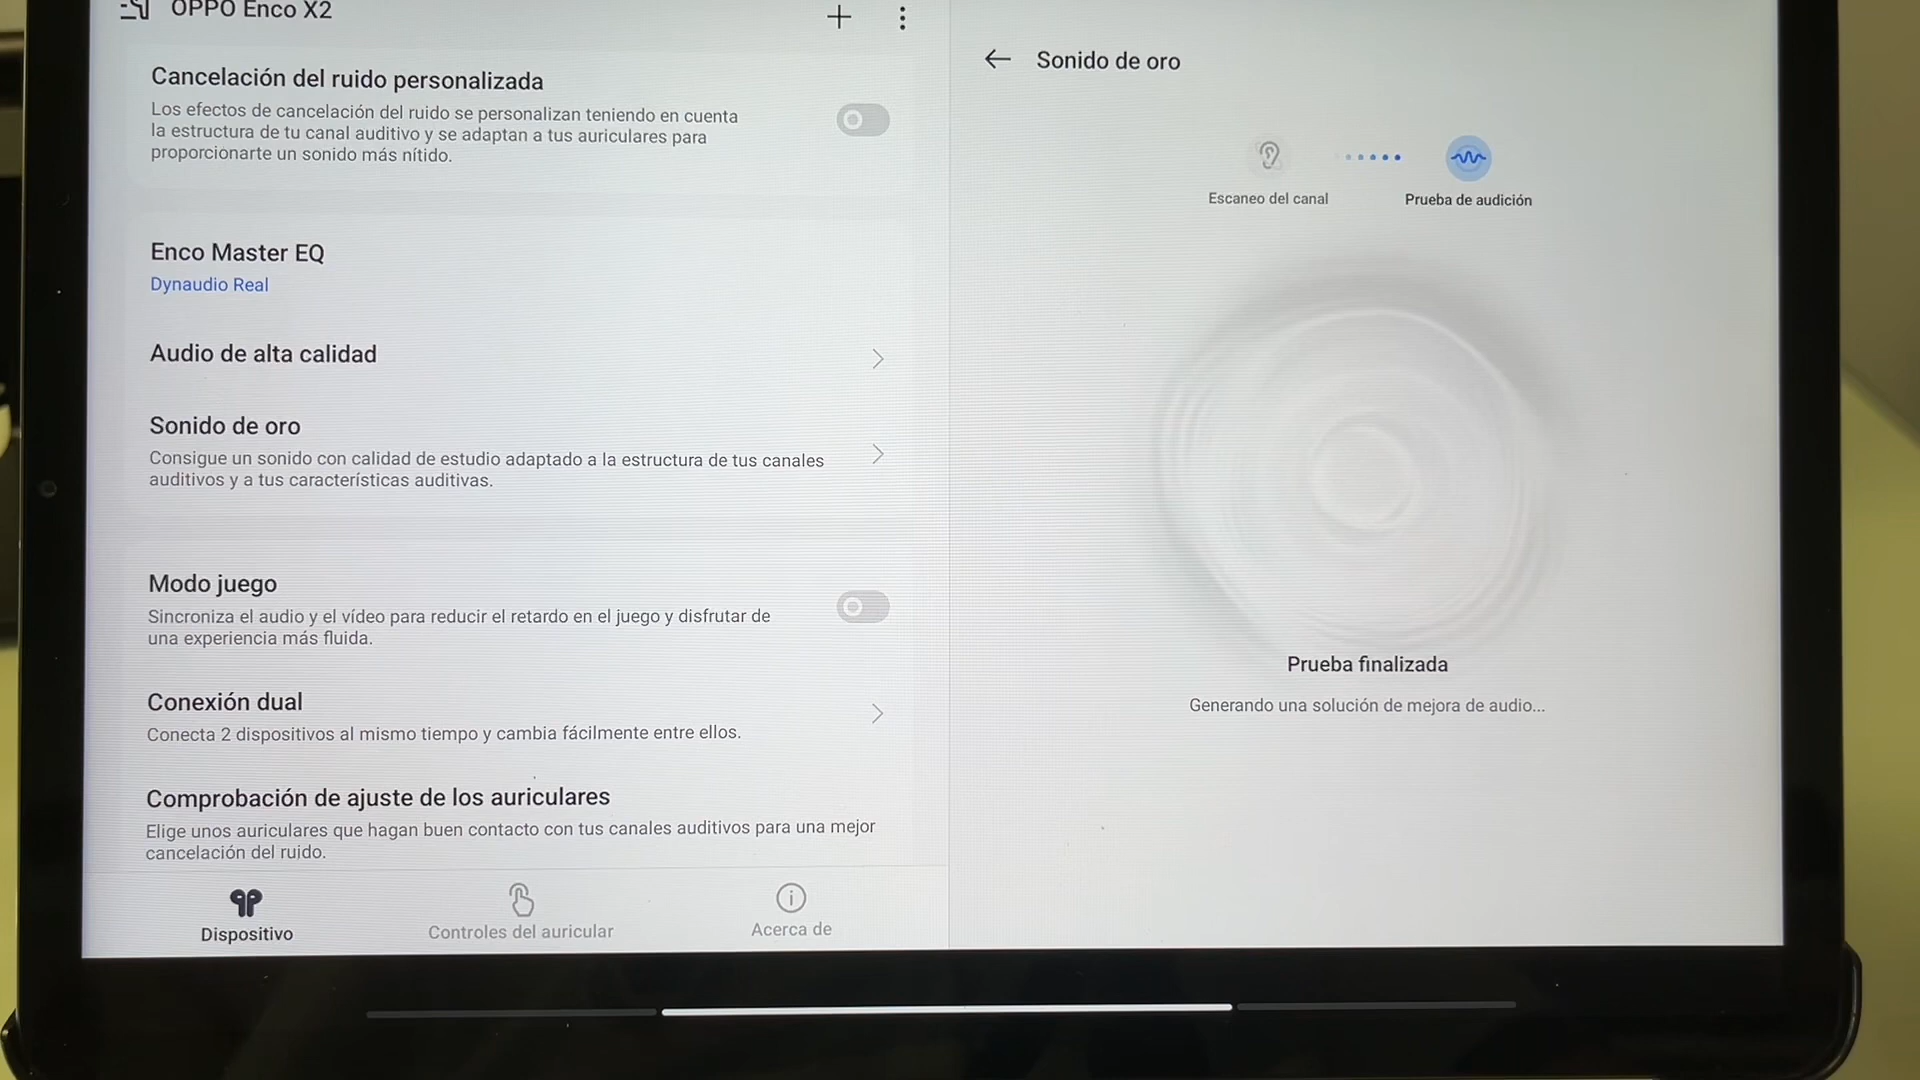 OPPO Enco X2
Cancelación del ruido personalizada
Los efectos de cancelación del ruido se personalizan teniendo en cuenta
la estructura de tu canal auditivo y se adaptan a tus auriculares para
proporcionarte un sonido más nítido.
Enco Master EQ
Dynaudio Real
Audio de alta calidad
Sonido de oro
Consigue un sonido con calidad de estudio adaptado a la estructura de tus canales
auditivos y a tus características auditivas.
Modo juego
Sincroniza el audio y el vídeo para reducir el retardo en el juego y disfrutar de
una experiencia más fluida.
Conexión dual
Conecta 2 dispositivos al mismo tiempo y cambia fácilmente entre ellos.
Comprobación de ajuste de los auriculares
Elige unos auriculares que hagan buen contacto con tus canales auditivos para una mejor
cancelación del ruido.
Dispositivo
Controles del auricular
Acerca de
Sonido de oro
Escaneo del canal
Prueba de audición
Prueba finalizada
Generando una solución de mejora de audio...